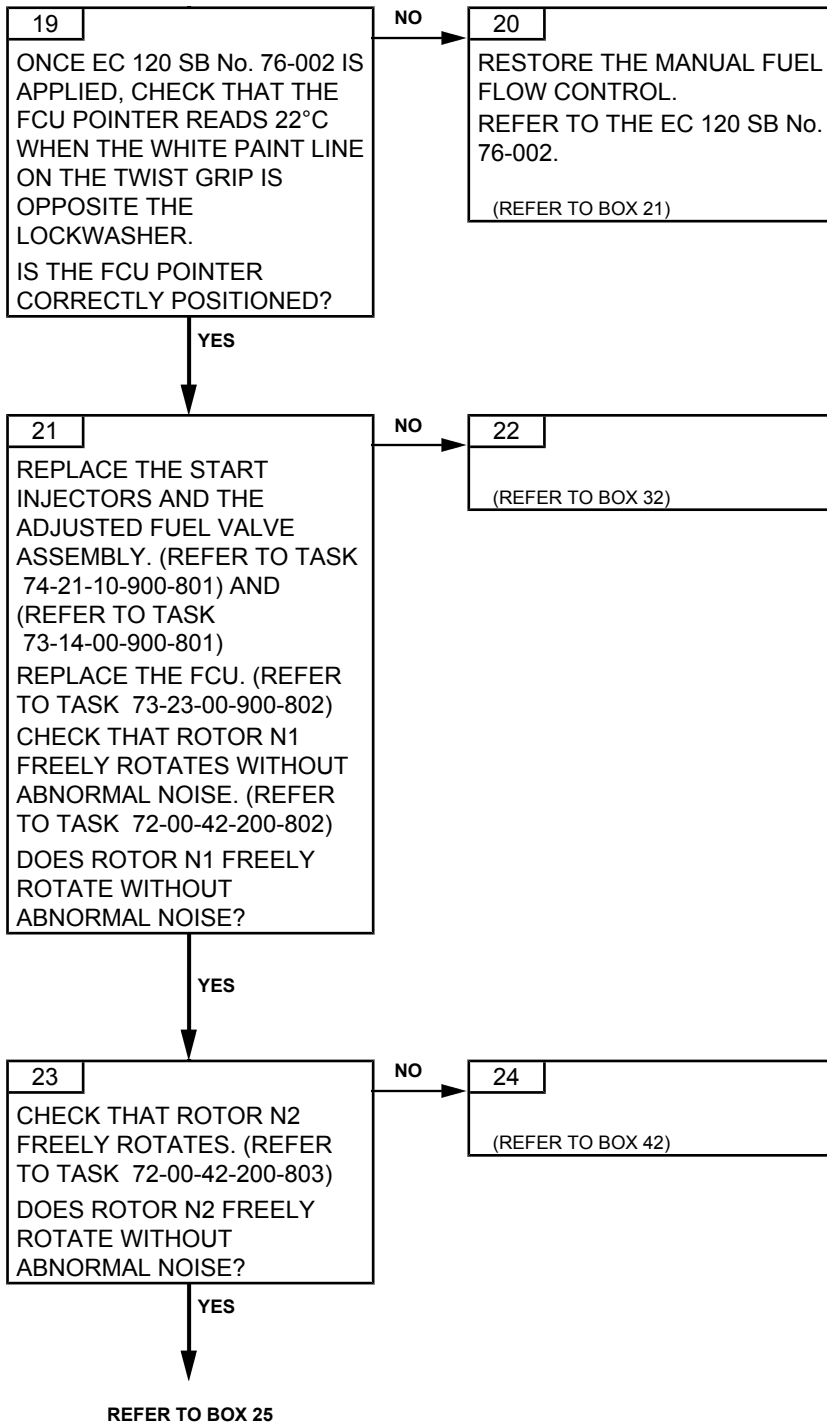 19
NO
20
ONCE EC 120 SB No. 76-002 IS
APPLIED, CHECK THAT THE
FCU POINTER READS 22°C
WHEN THE WHITE PAINT LINE
ON THE TWIST GRIP IS
OPPOSITE THE
LOCKWASHER.
IS THE FCU POINTER
CORRECTLY POSITIONED?
RESTORE THE MANUAL FUEL
FLOW CONTROL.
REFER TO THE EC 120 SB No.
76-002.
(REFER TO BOX 21)
YES
21
NO
22
REPLACE THE START
INJECTORS AND THE
ADJUSTED FUEL VALVE
ASSEMBLY. (REFER TO TASK
74-21-10-900-801) AND
(REFER TO TASK
73-14-00-900-801)
REPLACE THE FCU. (REFER
TO TASK 73-23-00-900-802)
CHECK THAT ROTOR N1
FREELY ROTATES WITHOUT
ABNORMAL NOISE. (REFER
TO TASK 72-00-42-200-802)
DOES ROTOR N1 FREELY
ROTATE WITHOUT
ABNORMAL NOISE?
(REFER TO BOX 32)
YES
23
NO
24
CHECK THAT ROTOR N2
FREELY ROTATES. (REFER
TO TASK 72-00-42-200-803)
DOES ROTOR N2 FREELY
ROTATE WITHOUT
ABNORMAL NOISE?
(REFER TO BOX 42)
YES
REFER TO BOX 25